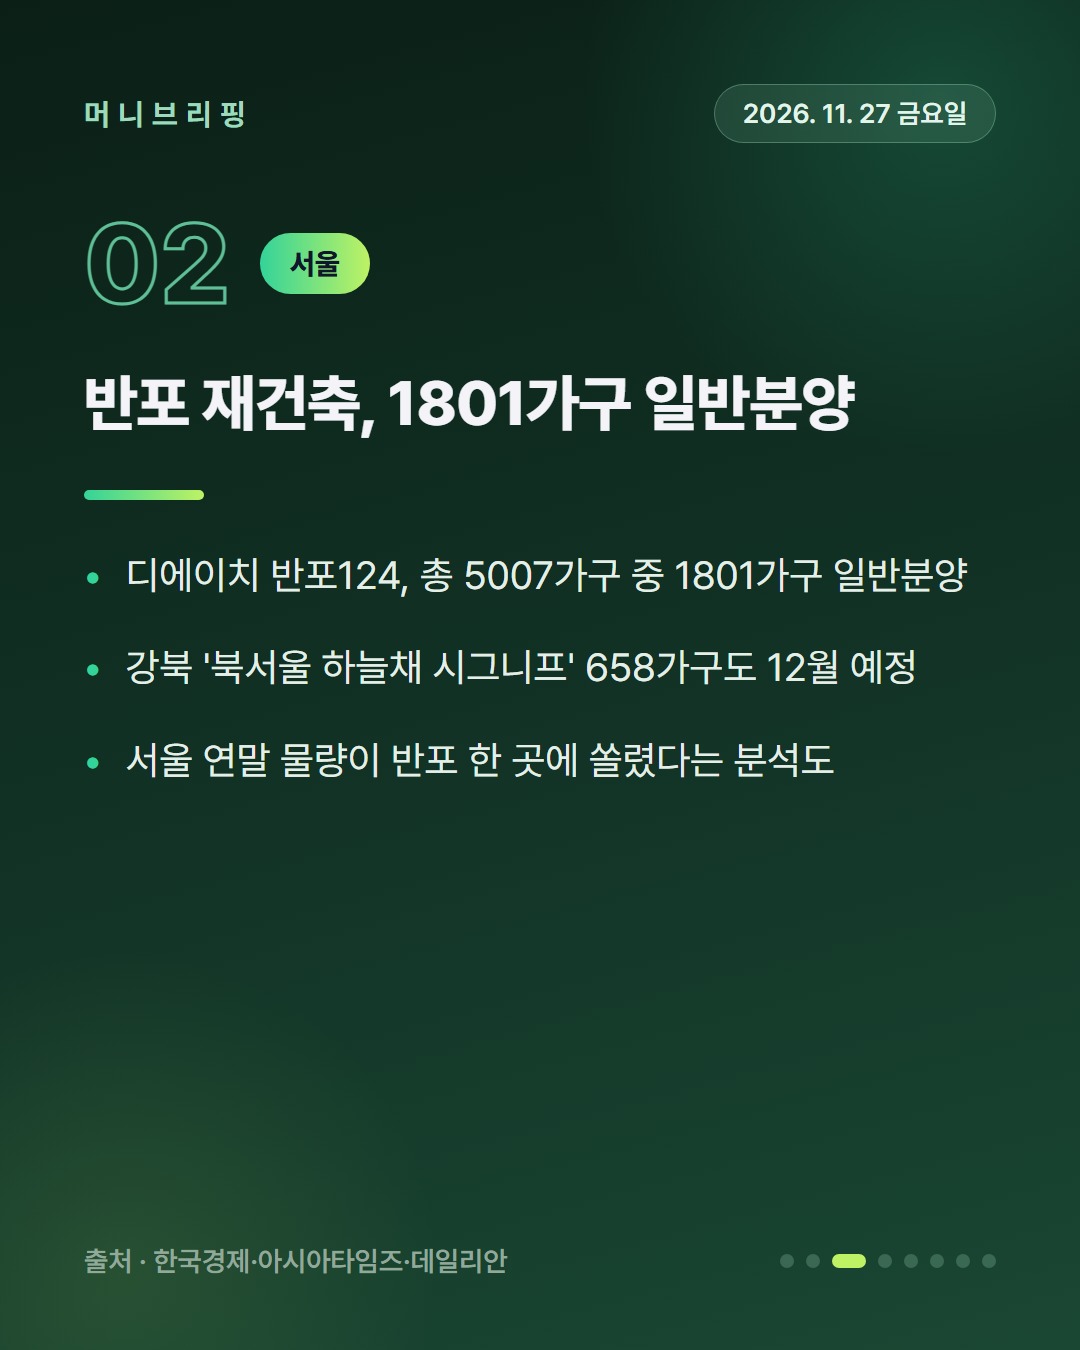 머니브리핑
2026. 11. 27 금요일
02
서울
반포 재건축, 1801가구 일반분양
• 디에이치 반포124, 총 5007가구 중 1801가구 일반분양
• 강북 '북서울 하늘채 시그니프' 658가구도 12월 예정
• 서울 연말 물량이 반포 한 곳에 쏠렸다는 분석도
출처 · 한국경제·아시아타임즈·데일리안